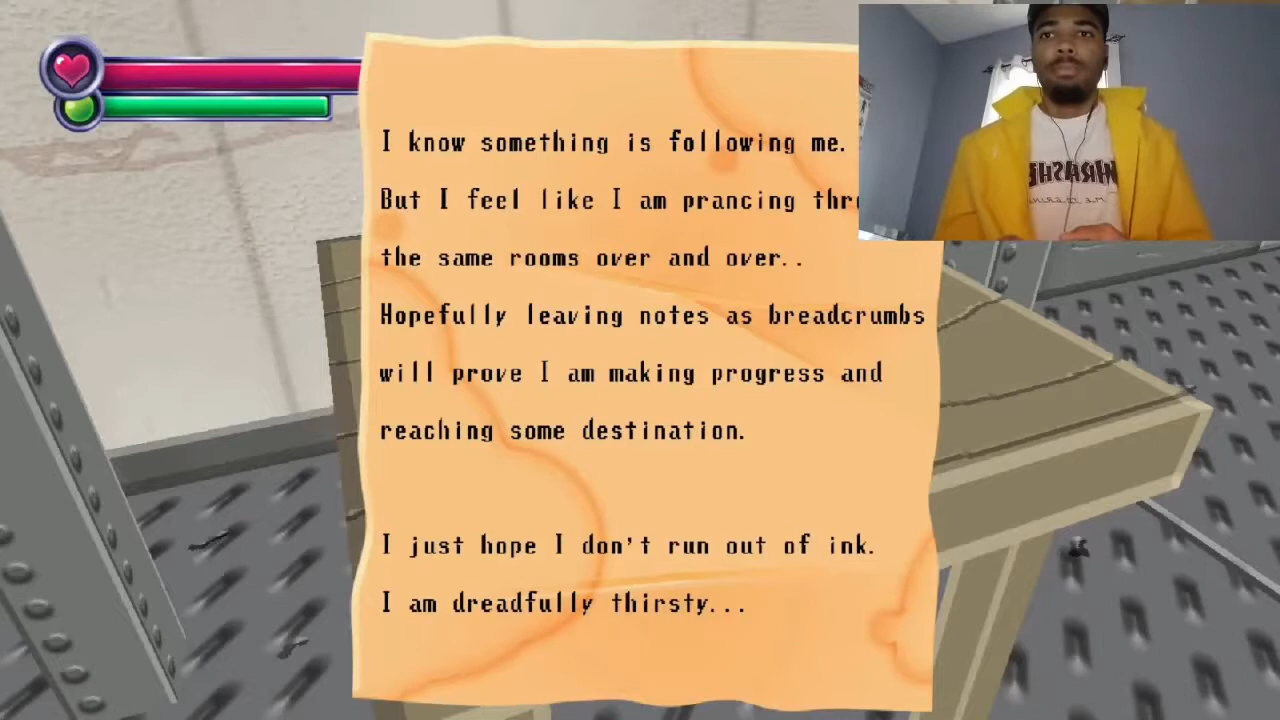 I know something is following me.
But I feel like I am prancing
the same rooms over and over..
Hopefully leaving notes as breadcrumbs
will prove I am making progress and
reaching some destination.
I just hope I don't run out of ink.
I am dreadfully thirsty...